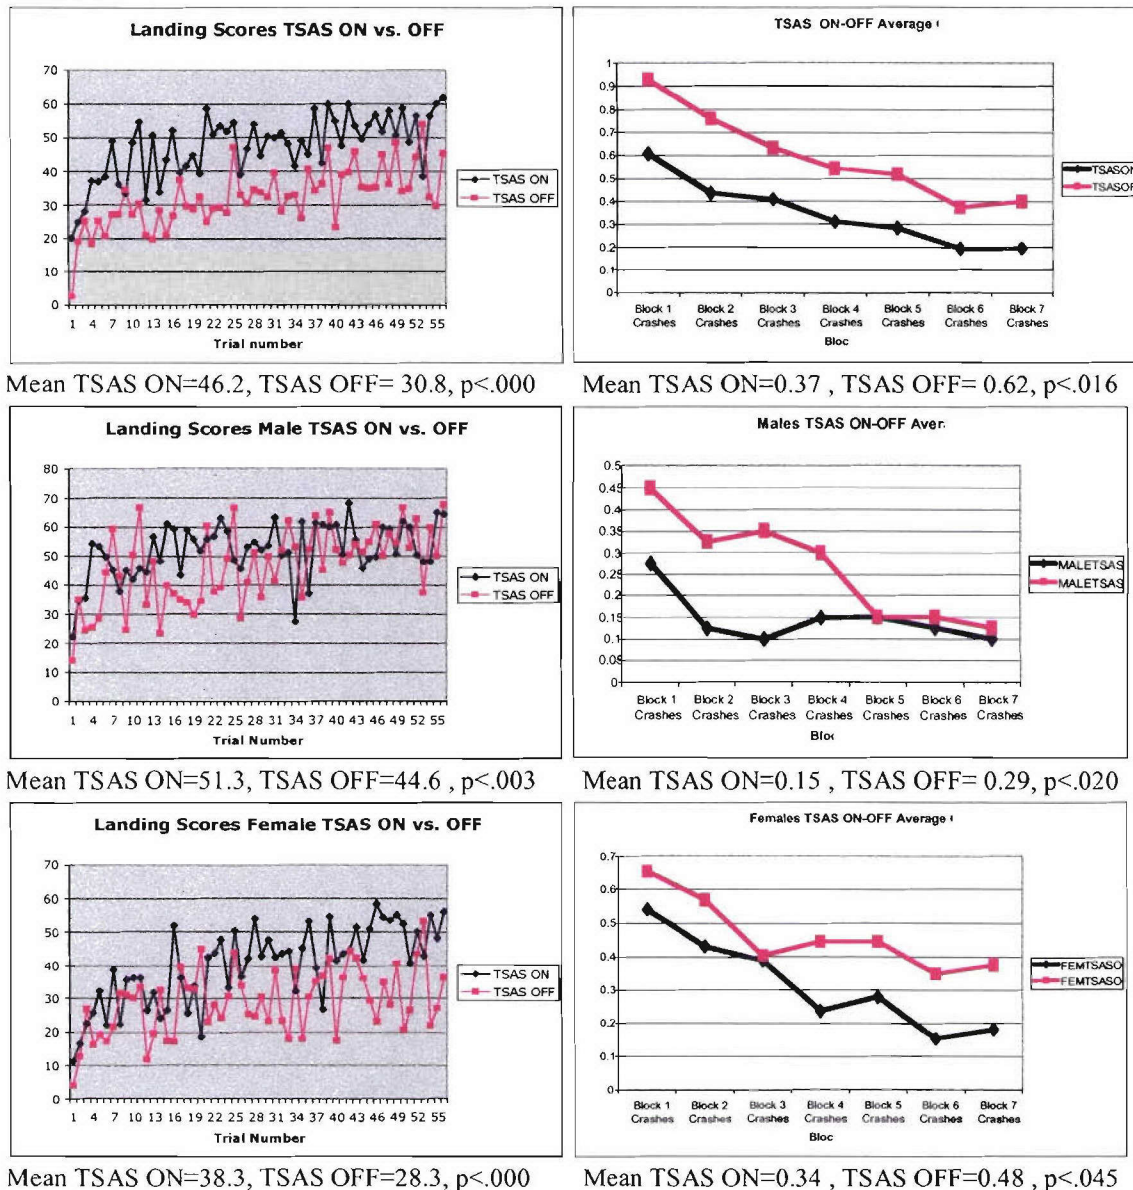 Landing Scores TSAS ON vs. OFF
70
60
50
40
30
20
10
0
1 4 7 10 13 16 19 22 25 28 31 34 37 40 43 46 49 52 55
Trial number
TSAS ON
TSAS OFF
TSAS ON-OFF Average (
1
0.9
0.8
0.7
0.6
0.5
0.4
0.3
0.2
0.1
0
Block 1 Block 2 Block 3 Block 4 Block 5 Block 6 Block 7
Crashes Crashes Crashes Crashes Crashes Crashes Crashes
Bloc
TSASON
TSASOF
Mean TSAS ON=46.2, TSAS OFF= 30.8, p<.000
Mean TSAS ON=0.37 , TSAS OFF= 0.62, p<.016
Landing Scores Male TSAS ON vs. OFF
80
70
60
50
40
30
20
10
0
1 4 7 10 13 16 19 22 25 28 31 34 37 40 43 46 49 52 55
Trial Number
TSAS ON
TSAS OFF
Males TSAS ON-OFF Aver
0.5
0.45
0.4
0.35
0.3
0.25
0.2
0.15
0.1
0.05
0
Block 1 Block 2 Block 3 Block 4 Block 5 Block 6 Block 7
Crashes Crashes Crashes Crashes Crashes Crashes Crashes
Bloc
MALETSAS
MALETSAS
Mean TSAS ON=51.3, TSAS OFF=44.6 , p<.003
Mean TSAS ON=0.15 , TSAS OFF= 0.29, p<.020
Landing Scores Female TSAS ON vs. OFF
70
60
50
40
30
20
10
0
1 4 7 10 13 16 19 22 25 28 31 34 37 40 43 46 49 52 55
Trial Number
TSAS ON
TSAS OFF
Females TSAS ON-OFF Average (
0.7
0.6
0.5
0.4
0.3
0.2
0.1
0
Block 1 Block 2 Block 3 Block 4 Block 5 Block 6 Block 7
Crashes Crashes Crashes Crashes Crashes Crashes Crashes
Bloc
FEMTSASO
FEMTSASO
Mean TSAS ON=38.3, TSAS OFF=28.3, p<.000
Mean TSAS ON=0.34 , TSAS OFF=0.48 , p<.045